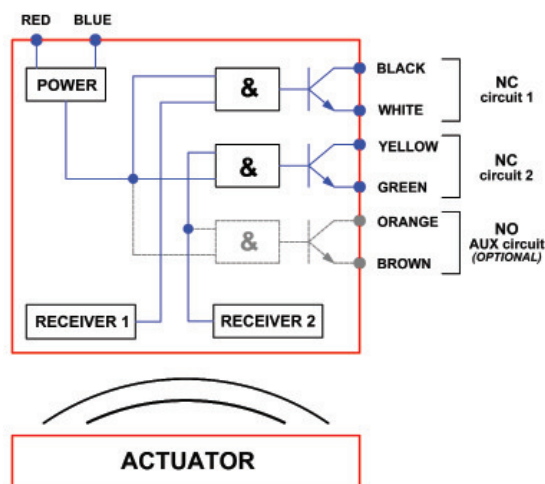 RED BLUE
POWER
&
BLACK
WHITE
NC
circuit 1
&
YELLOW
GREEN
NC
circuit 2
&
ORANGE
BROWN
NO
AUX circuit
(OPTIONAL)
RECEIVER 1
RECEIVER 2
ACTUATOR